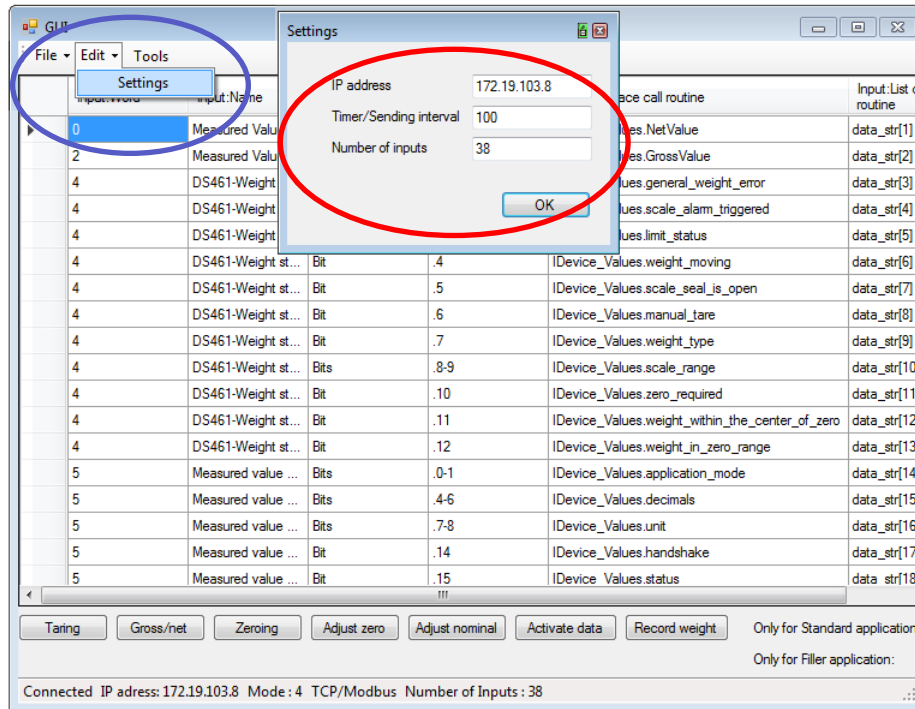 GUI
Settings
File Edit Tools
Settings
Input:Word Input:Name ace call routine Input:List o
routine
IP address 172.19.103.8
Timer/Sending interval 100
Number of inputs 38
OK
0 Measured Valu ues.NetValue data_str[1]
2 Measured Valu ues.GrossValue data_str[2]
4 DS461-Weight lues.general_weight_error data_str[3]
4 DS461-Weight lues.scale_alarm_triggered data_str[4]
4 DS461-Weight lues.limit_status data_str[5]
4 DS461-Weight st... Bit .4 IDevice_Values.weight_moving data_str[6]
4 DS461-Weight st... Bit .5 IDevice_Values.scale_seal_is_open data_str[7]
4 DS461-Weight st... Bit .6 IDevice_Values.manual_tare data_str[8]
4 DS461-Weight st... Bit .7 IDevice_Values.weight_type data_str[9]
4 DS461-Weight st... Bits .8-9 IDevice_Values.scale_range data_str[10
4 DS461-Weight st... Bit .10 IDevice_Values.zero_required data_str[11
4 DS461-Weight st... Bit .11 IDevice_Values.weight_within_the_center_of_zero data_str[12
4 DS461-Weight st... Bit .12 IDevice_Values.weight_in_zero_range data_str[13
5 Measured value ... Bits .0-1 IDevice_Values.application_mode data_str[14
5 Measured value ... Bits .4-6 IDevice_Values.decimals data_str[15
5 Measured value ... Bits .7-8 IDevice_Values.unit data_str[16
5 Measured value ... Bit .14 IDevice_Values.handshake data_str[17
5 Measured value ... Bit .15 IDevice_Values.status data_str[18
Taring Gross/net Zeroing Adjust zero Adjust nominal Activate data Record weight Only for Standard application
Only for Filler application:
Connected IP adress: 172.19.103.8 Mode : 4 TCP/Modbus Number of Inputs : 38